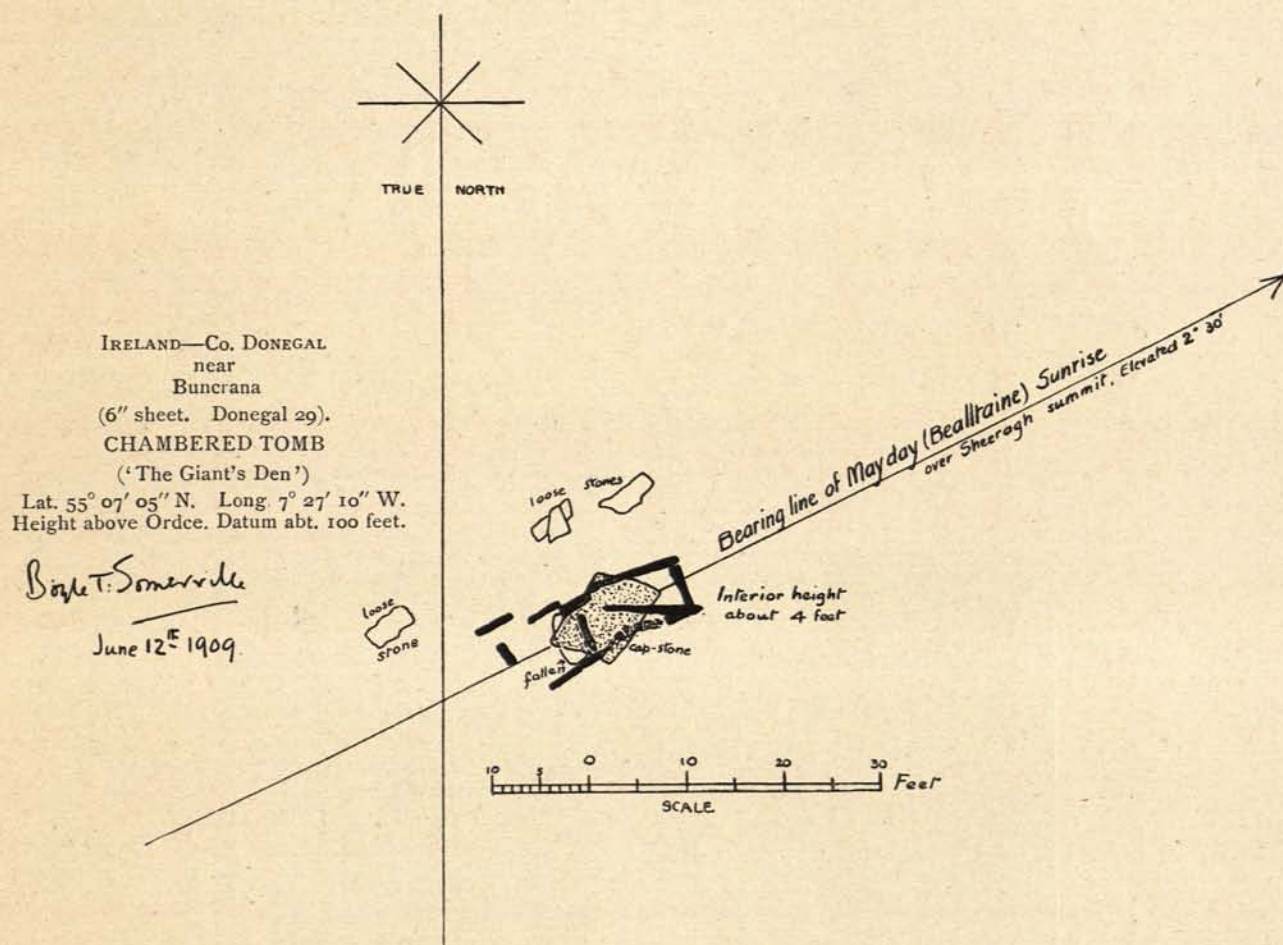 TRUE NORTH
IRELAND—Co. DONEGAL
near
Buncrana
(6″ sheet. Donegal 29).
CHAMBERED TOMB
(‘The Giant’s Den’)
Lat. 55° 07′ 05″ N. Long. 7° 27′ 10″ W.
Height above Ordce. Datum abt. 100 feet.
Boyle T. Somerville
June 12th 1909.
Bearing line of Mayday (Bealltaine) Sunrise
over Sheerogh summit. Elevated 2° 30′
loose stones
loose
stone
Interior height
about 4 feet
cap-stone
fallen
10 5 0 10 20 30 Feet
SCALE